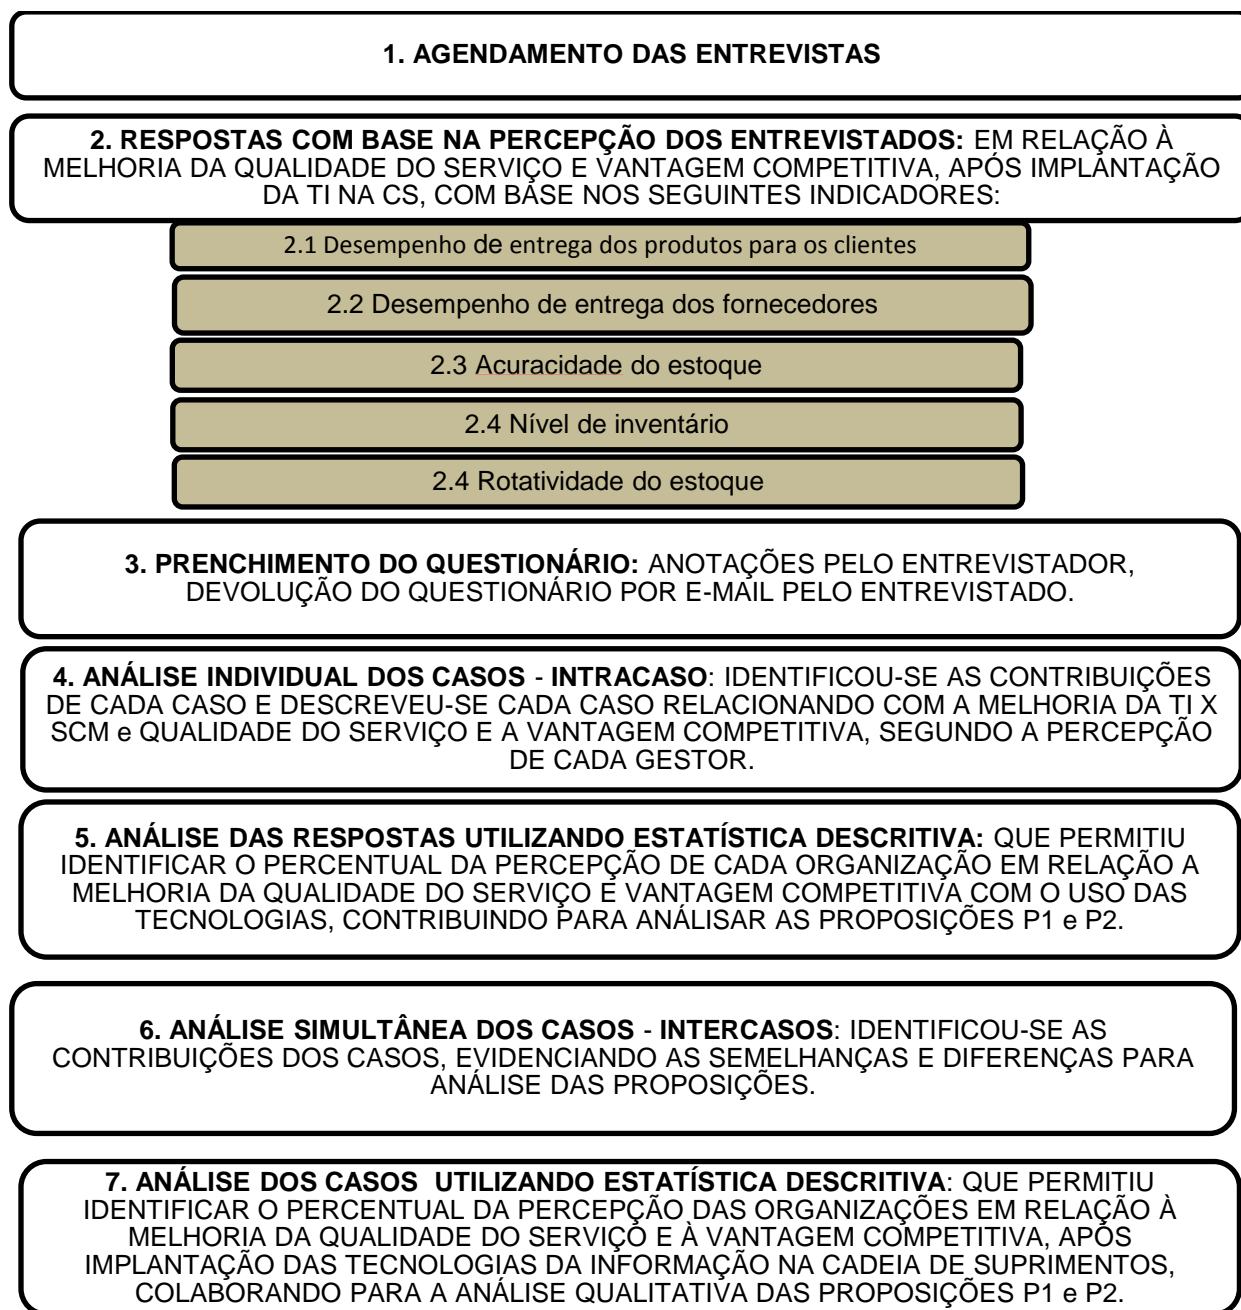 1. AGENDAMENTO DAS ENTREVISTAS
2. RESPOSTAS COM BASE NA PERCEPÇÃO DOS ENTREVISTADOS: EM RELAÇÃO À
MELHORIA DA QUALIDADE DO SERVIÇO E VANTAGEM COMPETITIVA, APÓS IMPLANTAÇÃO
DA TI NA CS, COM BASE NOS SEGUINTES INDICADORES:
2.1 Desempenho de entrega dos produtos para os clientes
2.2 Desempenho de entrega dos fornecedores
2.3 Acuracidade do estoque
2.4 Nível de inventário
2.4 Rotatividade do estoque
3. PRENCHIMENTO DO QUESTIONÁRIO: ANOTAÇÕES PELO ENTREVISTADOR,
DEVOLUÇÃO DO QUESTIONÁRIO POR E-MAIL PELO ENTREVISTADO.
4. ANÁLISE INDIVIDUAL DOS CASOS - INTRACASO: IDENTIFICOU-SE AS CONTRIBUIÇÕES
DE CADA CASO E DESCREVEU-SE CADA CASO RELACIONANDO COM A MELHORIA DA TI X
SCM e QUALIDADE DO SERVIÇO E A VANTAGEM COMPETITIVA, SEGUNDO A PERCEPÇÃO
DE CADA GESTOR.
5. ANÁLISE DAS RESPOSTAS UTILIZANDO ESTATÍSTICA DESCRITIVA: QUE PERMITIU
IDENTIFICAR O PERCENTUAL DA PERCEPÇÃO DE CADA ORGANIZAÇÃO EM RELAÇÃO A
MELHORIA DA QUALIDADE DO SERVIÇO E VANTAGEM COMPETITIVA COM O USO DAS
TECNOLOGIAS, CONTRIBUINDO PARA ANÁLISAR AS PROPOSIÇÕES P1 e P2.
6. ANÁLISE SIMULTÂNEA DOS CASOS - INTERCASOS: IDENTIFICOU-SE AS
CONTRIBUIÇÕES DOS CASOS, EVIDENCIANDO AS SEMELHANÇAS E DIFERENÇAS PARA
ANÁLISE DAS PROPOSIÇÕES.
7. ANÁLISE DOS CASOS UTILIZANDO ESTATÍSTICA DESCRITIVA: QUE PERMITIU
IDENTIFICAR O PERCENTUAL DA PERCEPÇÃO DAS ORGANIZAÇÕES EM RELAÇÃO À
MELHORIA DA QUALIDADE DO SERVIÇO E À VANTAGEM COMPETITIVA, APÓS
IMPLANTAÇÃO DAS TECNOLOGIAS DA INFORMAÇÃO NA CADEIA DE SUPRIMENTOS,
COLABORANDO PARA A ANÁLISE QUALITATIVA DAS PROPOSIÇÕES P1 e P2.